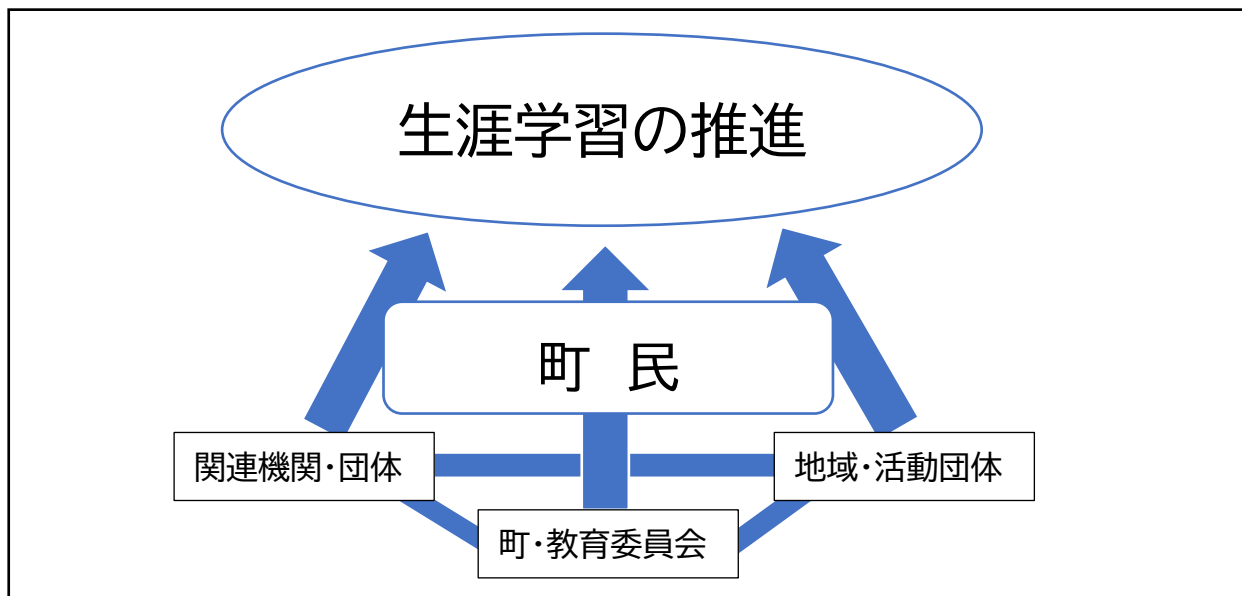 生涯学習の推進
町 民
関連機関・団体
地域・活動団体
町・教育委員会